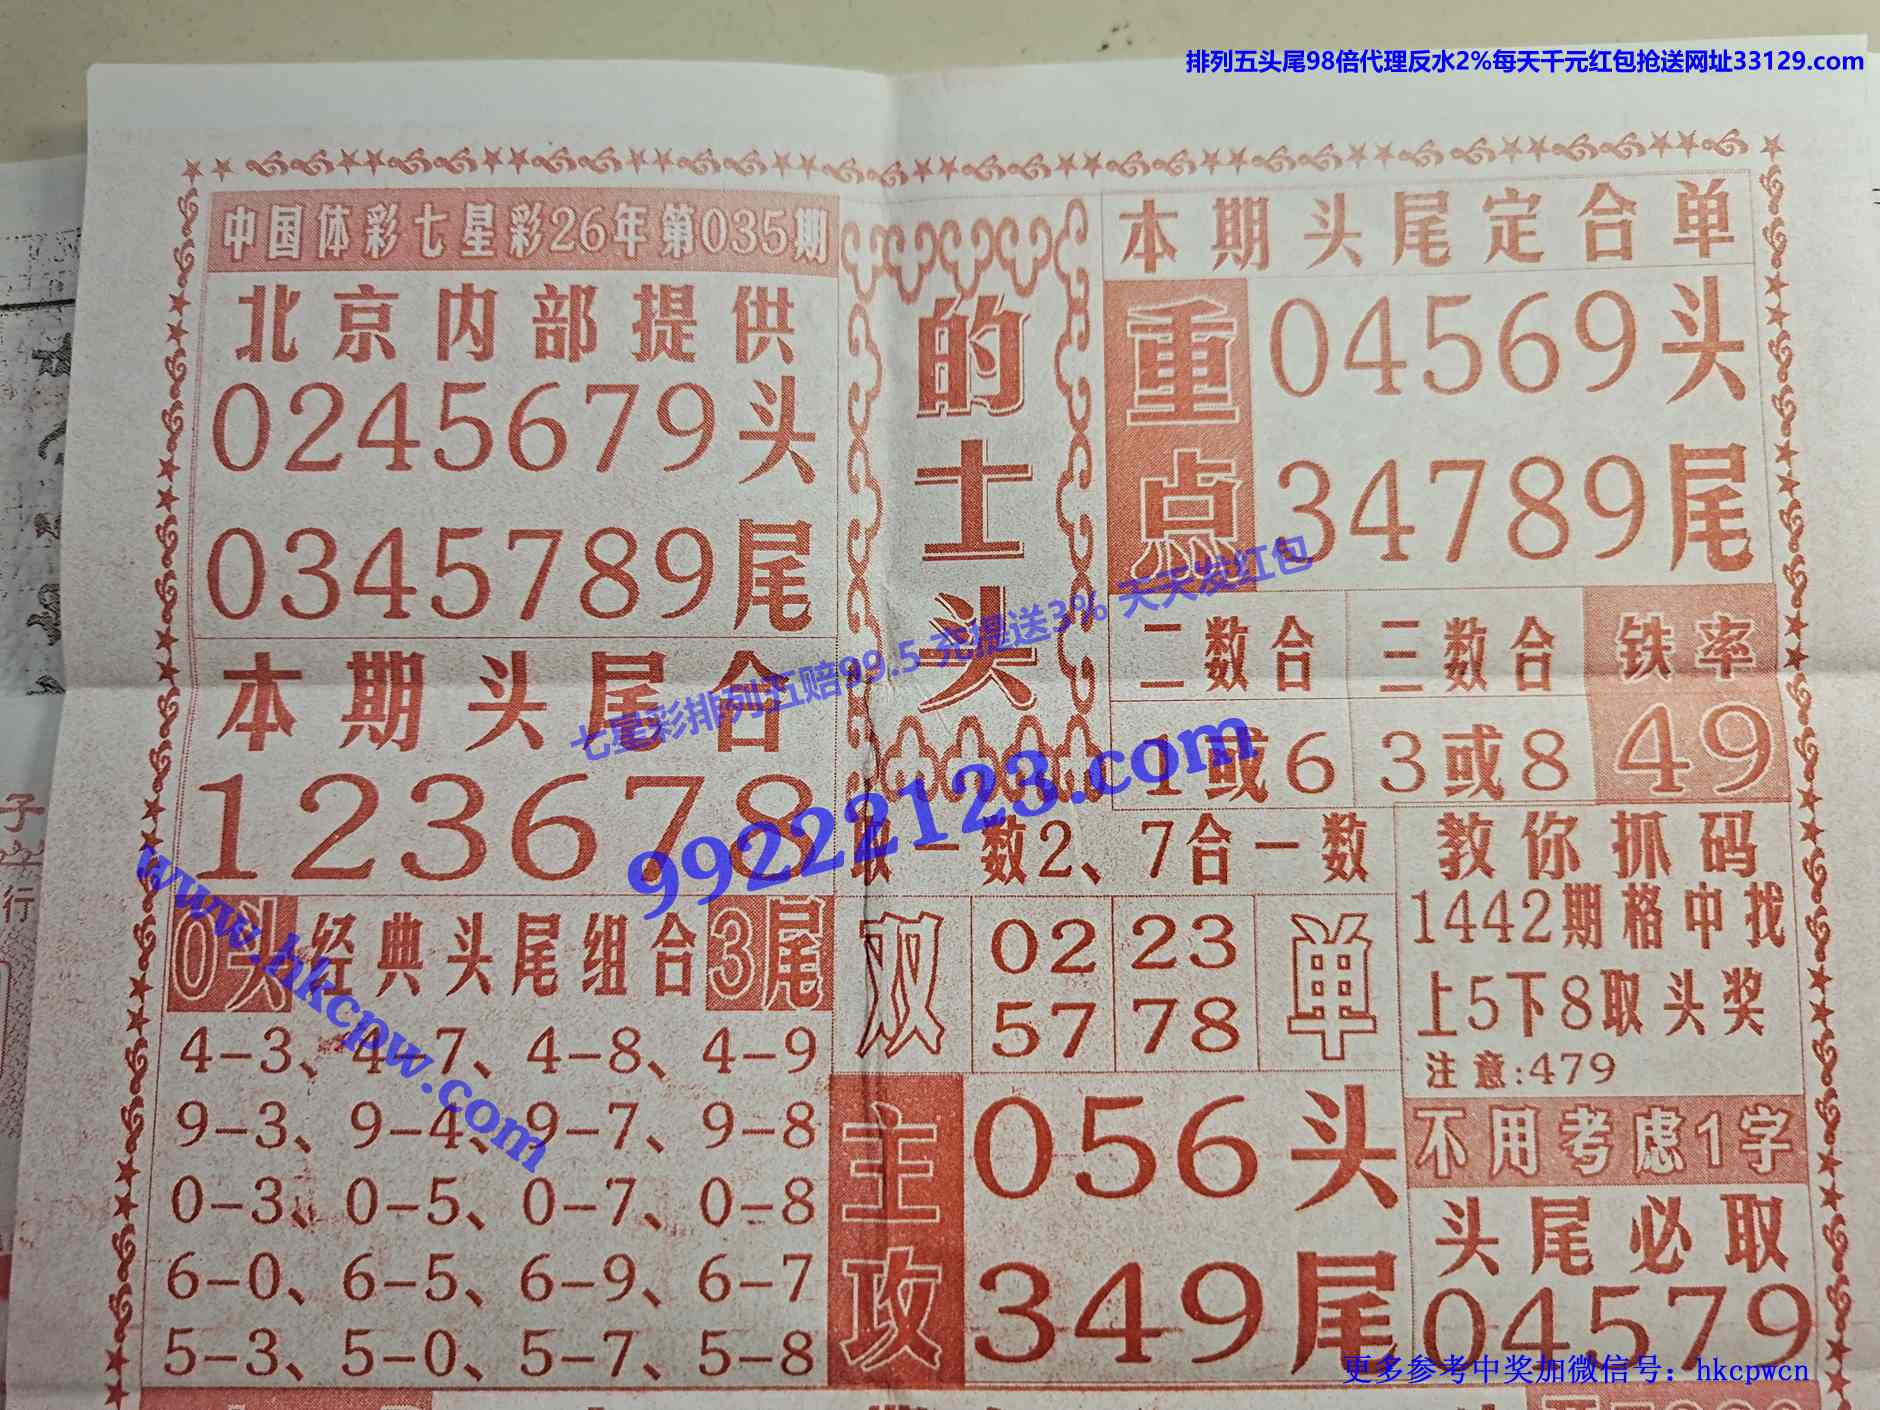 排列五头尾98倍代理反水2%每天千元红包抢送网址33129.com
中国体彩七星彩26年第035期
北京内部提供
0245679头
0345789尾
本期头尾合
123678
0头 经典头尾组合 3尾
4-3、4-7、4-8、4-9
9-3、9-4、9-7、9-8
0-3、0-5、0-7、0-8
6-0、6-5、6-9、6-7
5-3、5-0、5-7、5-8
的士头
本期头尾定合单
重点
04569头
34789尾
二数合 三数合 铁率
1或6 3或8 49
取一数2、7合一数
双 02 23 单
57 78
主攻
056头
349尾
教你抓码
1442期格中找
上5下8取头奖
注意:479
不用考虑1字
头尾必取
04579
七星彩排列五赔99.5 充提送3% 天天发红包
99222123.com
www.hkcpw.com
更多参考中奖加微信号：hkcpwcn
子
行